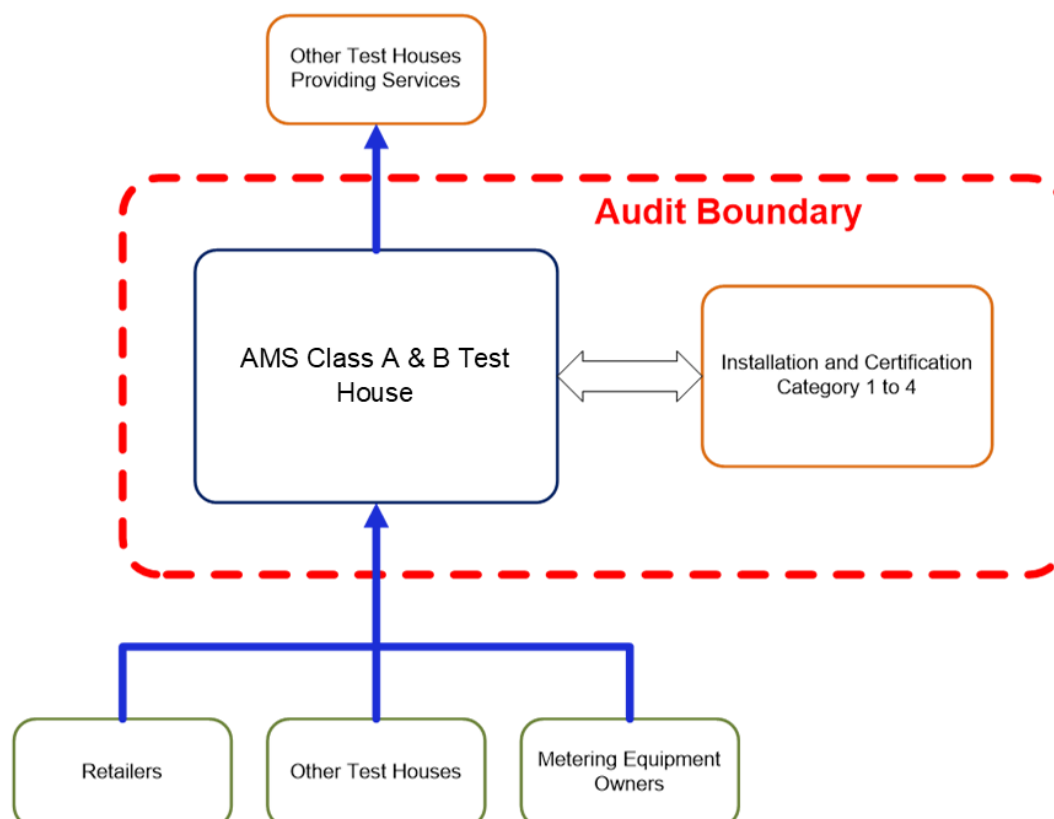 Other Test Houses
Providing Services
Audit Boundary
AMS Class A & B Test
House
Installation and Certification
Category 1 to 4
Retailers
Other Test Houses
Metering Equipment
Owners